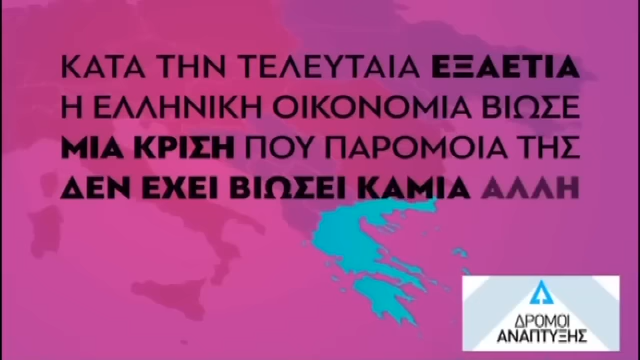 ΚΑΤΑ ΤΗΝ ΤΕΛΕΥΤΑΙΑ ΕΞΑΕΤΙΑ
Η ΕΛΛΗΝΙΚΗ ΟΙΚΟΝΟΜΙΑ ΒΙΩΣΕ
ΜΙΑ ΚΡΙΣΗ ΠΟΥ ΠΑΡΟΜΟΙΑ ΤΗΣ
ΔΕΝ ΕΧΕΙ ΒΙΩΣΕΙ ΚΑΜΙΑ ΑΛΛΗ
ΔΡΟΜΟΙ
ΑΝΑΠΤΥΞΗΣ